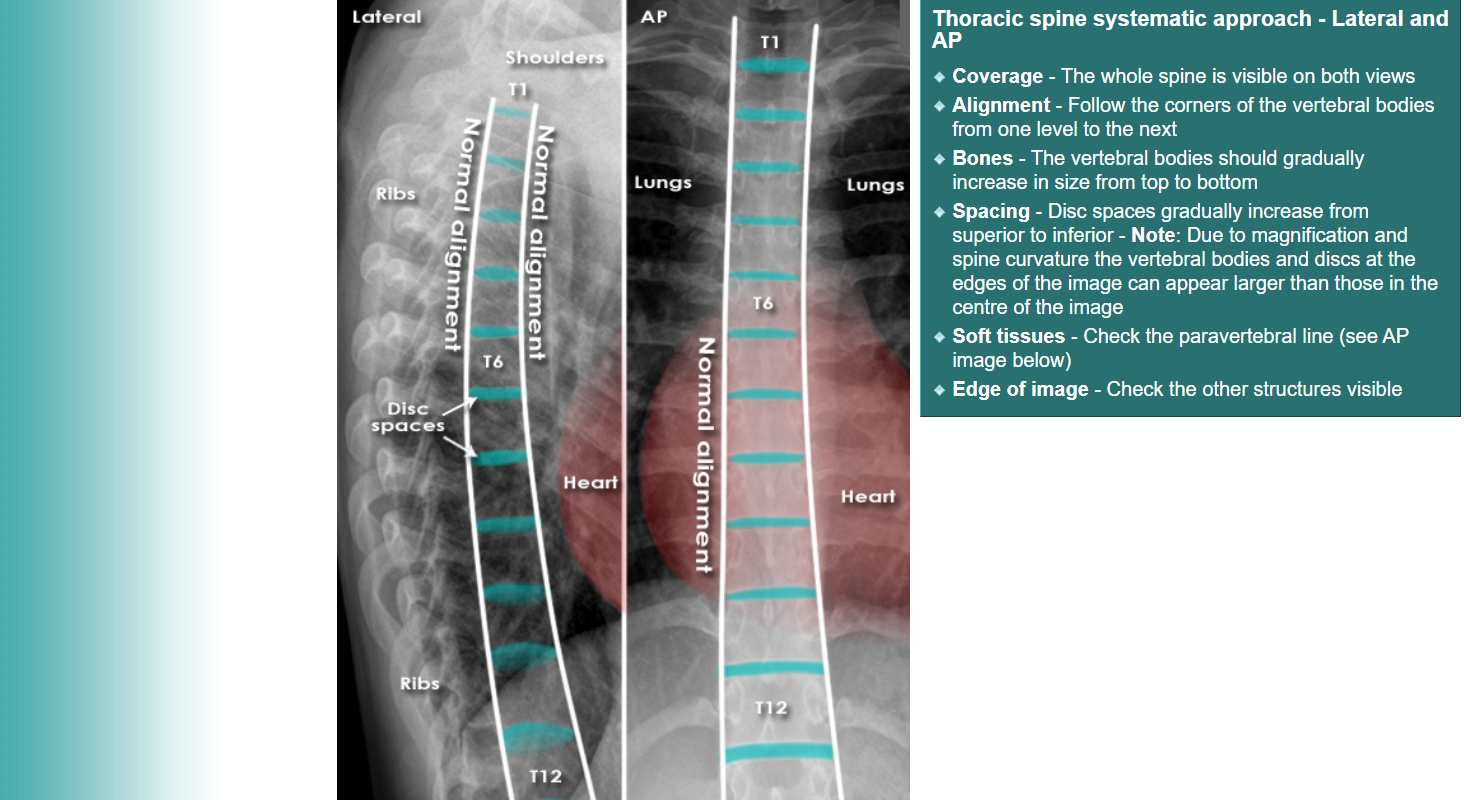 Lateral
Shoulders
T1
Normal alignment
Normal alignment
Ribs
T6
Disc
spaces
Heart
Ribs
T12
AP
T1
Lungs
Lungs
T6
Normal alignment
Heart
T12
Thoracic spine systematic approach - Lateral and
AP
Coverage - The whole spine is visible on both views
Alignment - Follow the corners of the vertebral bodies
from one level to the next
Bones - The vertebral bodies should gradually
increase in size from top to bottom
Spacing - Disc spaces gradually increase from
superior to inferior - Note: Due to magnification and
spine curvature the vertebral bodies and discs at the
edges of the image can appear larger than those in the
centre of the image
Soft tissues - Check the paravertebral line (see AP
image below)
Edge of image - Check the other structures visible